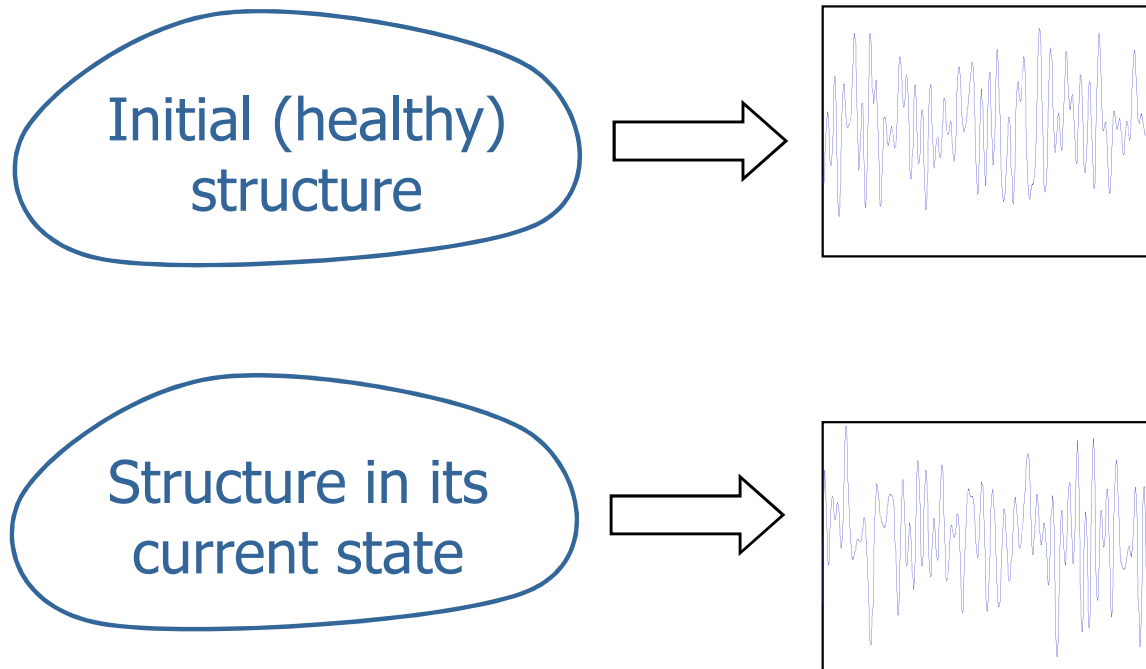 Initial (healthy)
structure
Structure in its
current state